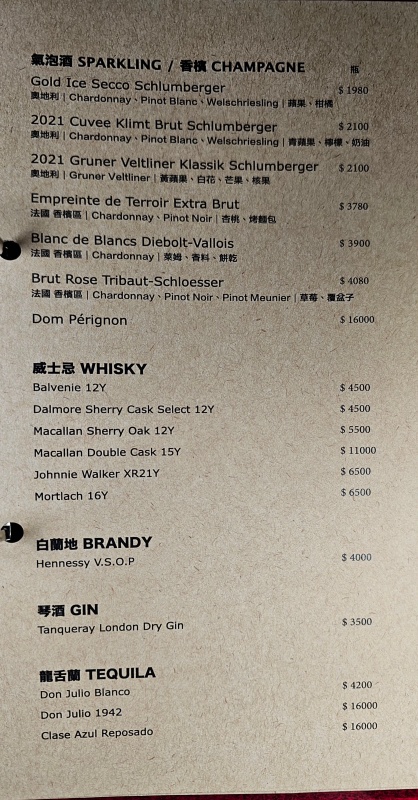 氣泡酒 SPARKLING / 香檳 CHAMPAGNE 瓶
Gold Ice Secco Schlumberger $ 1980
奧地利 | Chardonnay、Pinot Blanc、Welschriesling | 蘋果、柑橘
2021 Cuvee Klimt Brut Schlumberger $ 2100
奧地利 | Chardonnay、Pinot Blanc、Welschriesling | 青蘋果、檸檬、奶油
2021 Gruner Veltliner Klassik Schlumberger $ 2100
奧地利 | Gruner Veltliner | 黃蘋果、白花、芒果、核果
Empreinte de Terroir Extra Brut $ 3780
法國 香檳區 | Chardonnay、Pinot Noir | 杏桃、烤麵包
Blanc de Blancs Diebolt-Vallois $ 3900
法國 香檳區 | Chardonnay | 萊姆、香料、餅乾
Brut Rose Tribaut-Schloesser $ 4080
法國 香檳區 | Chardonnay、Pinot Noir、Pinot Meunier | 草莓、覆盆子
Dom Pérignon $ 16000
威士忌 WHISKY
Balvenie 12Y $ 4500
Dalmore Sherry Cask Select 12Y $ 4500
Macallan Sherry Oak 12Y $ 5500
Macallan Double Cask 15Y $ 11000
Johnnie Walker XR21Y $ 6500
Mortlach 16Y $ 6500
白蘭地 BRANDY
Hennessy V.S.O.P $ 4000
琴酒 GIN
Tanqueray London Dry Gin $ 3500
龍舌蘭 TEQUILA
Don Julio Blanco $ 4200
Don Julio 1942 $ 16000
Clase Azul Reposado $ 16000